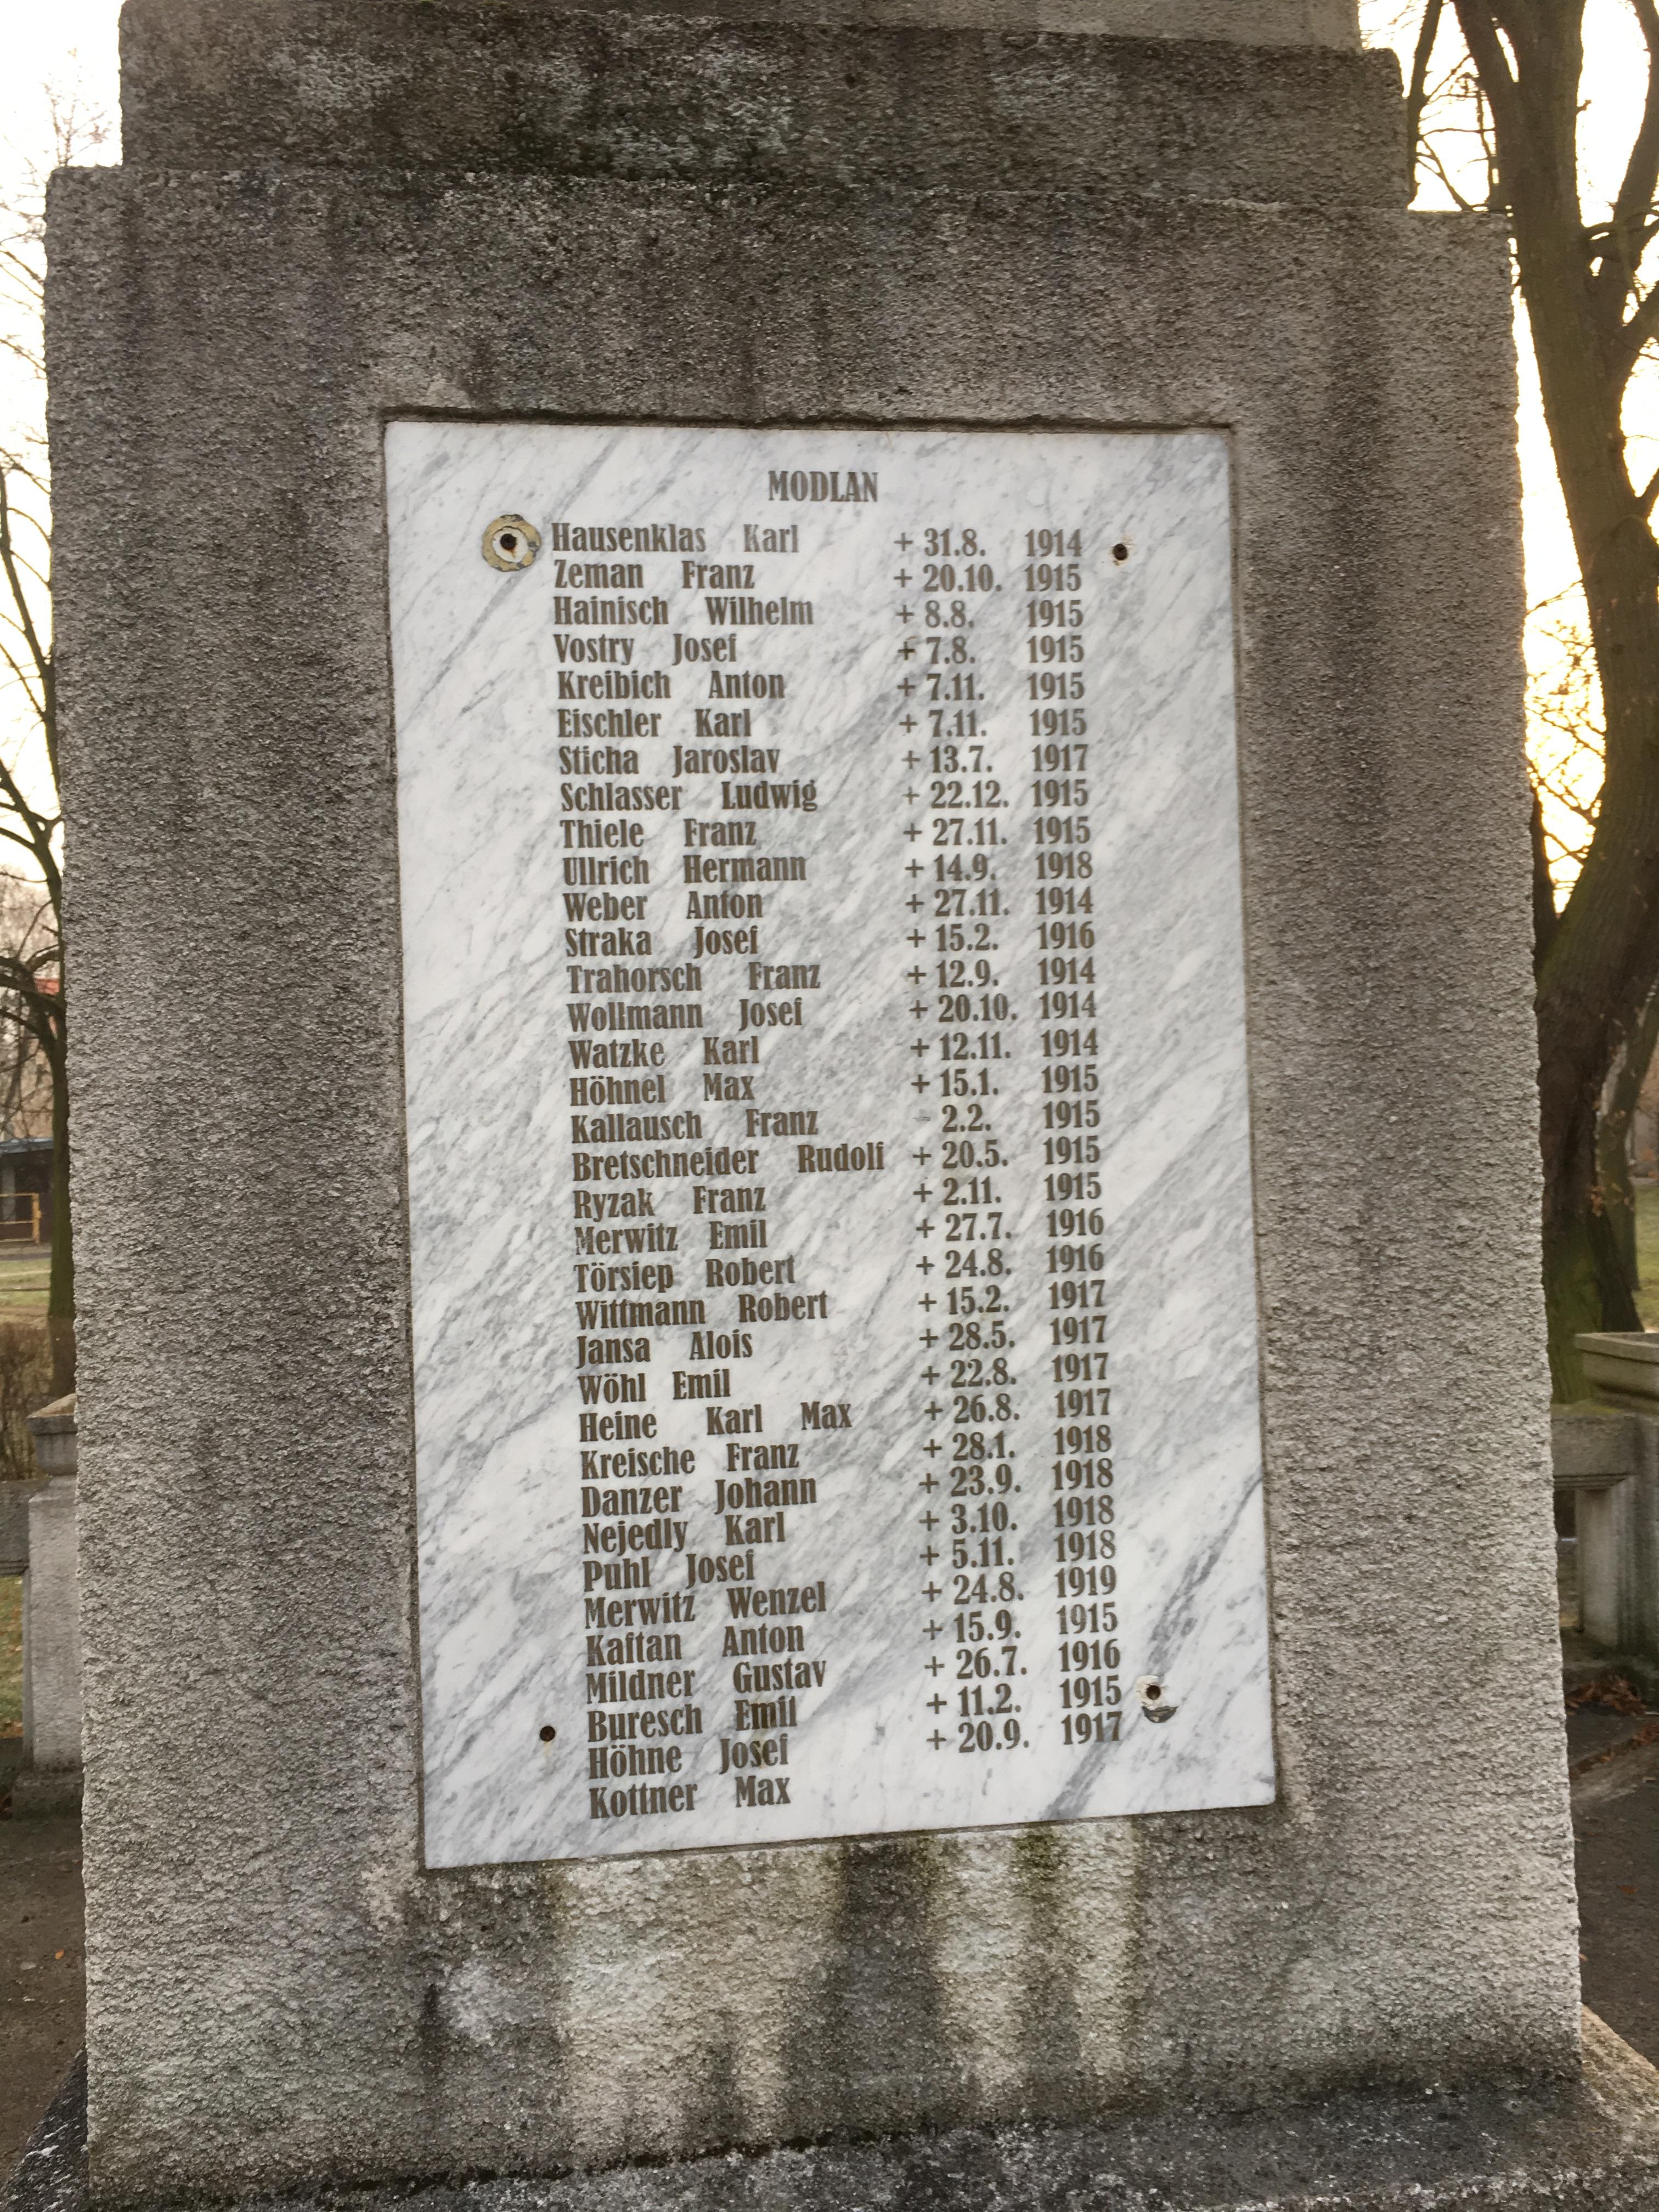 MODLAN
Hausenklas Karl + 31.8. 1914
Zeman Franz + 20.10. 1915
Hainisch Wilhelm + 8.8. 1915
Vostry Josef + 7.8. 1915
Kreibich Anton + 7.11. 1915
Eischler Karl + 7.11. 1915
Sticha Jaroslav + 13.7. 1917
Schlasser Ludwig + 22.12. 1915
Thiele Franz + 27.11. 1915
Ullrich Hermann + 14.9. 1918
Weber Anton + 27.11. 1914
Straka Josef + 15.2. 1916
Trahorsch Franz + 12.9. 1914
Wollmann Josef + 20.10. 1914
Watzke Karl + 12.11. 1914
Höhnel Max + 15.1. 1915
Kallausch Franz 2.2. 1915
Bretschneider Rudolf + 20.5. 1915
Ryzak Franz + 2.11. 1915
Merwitz Emil + 27.7. 1916
Törsiep Robert + 24.8. 1916
Wittmann Robert + 15.2. 1917
Jansa Alois + 28.5. 1917
Wöhl Emil + 22.8. 1917
Heine Karl Max + 26.8. 1917
Kreische Franz + 28.1. 1918
Danzer Johann + 23.9. 1918
Nejedly Karl + 3.10. 1918
Puhl Josef + 5.11. 1918
Merwitz Wenzel + 24.8. 1919
Kaftan Anton + 15.9. 1915
Mildner Gustav + 26.7. 1916
Buresch Emil + 11.2. 1915
Höhne Josef + 20.9. 1917
Kottner Max